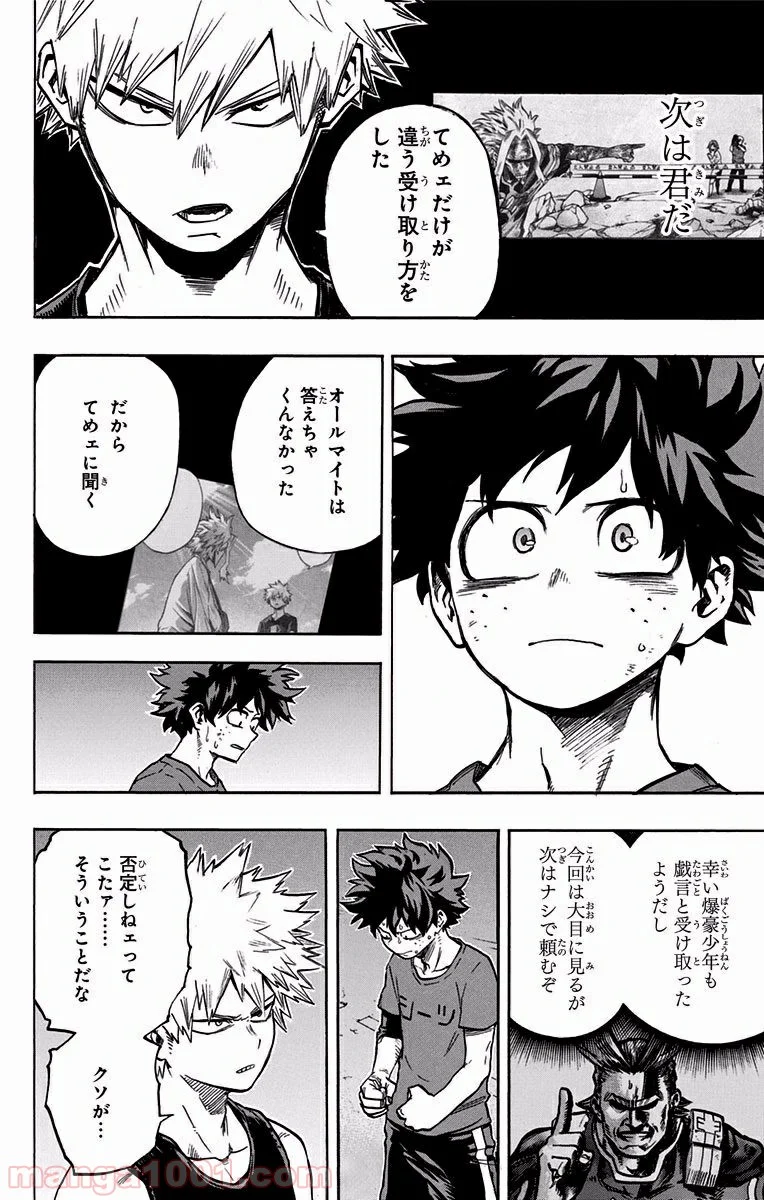 次は君だ
てめェだけが
違う受け取り方を
した
オールマイトは
答えちゃ
くんなかった
だから
てめェに聞く
幸い爆豪少年も
戯言と受け取った
ようだし
今回は大目に見るが
次はナシで頼むぞ
シーツ
否定しねェって
こたァ……
そういうことだな
クソが…
manga1001.com